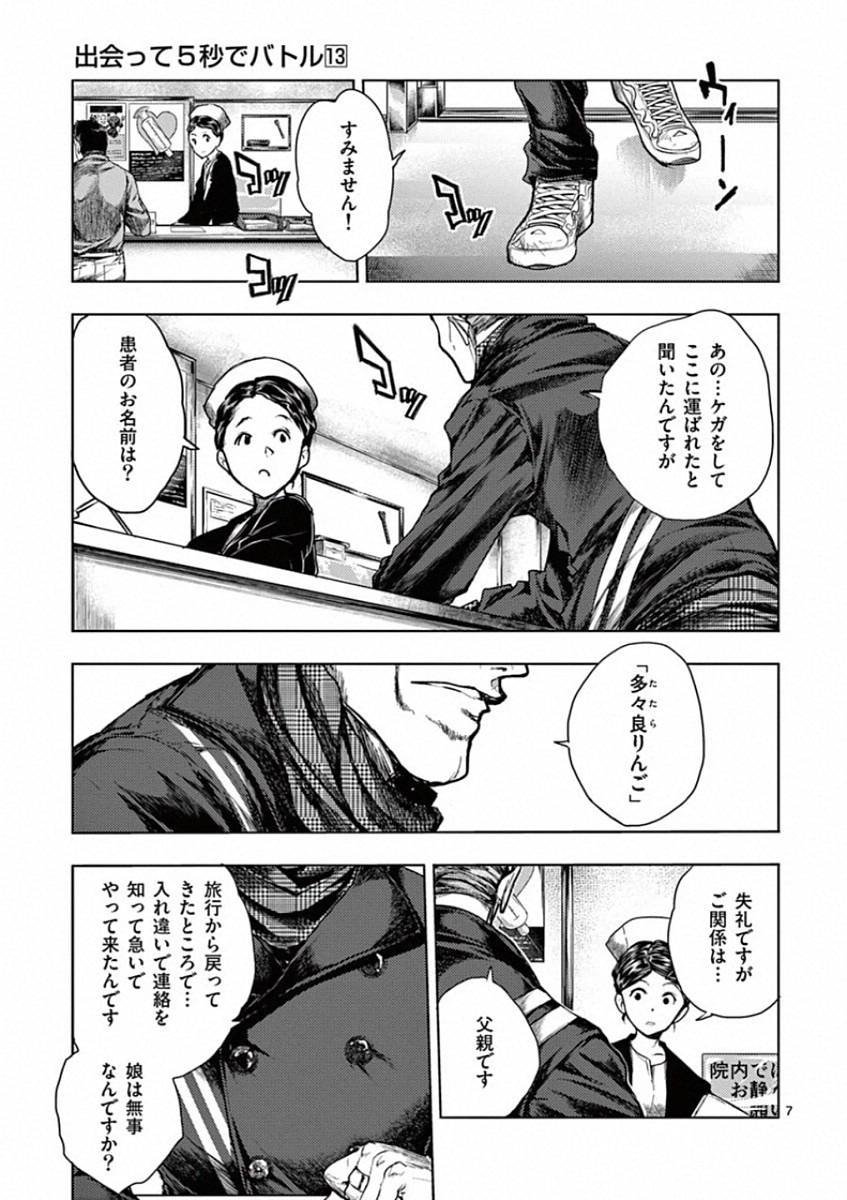 出会って5秒でバトル13
ウィーン
コツ
コツ
コツ
すみません!
あの…ケガをして
ここに運ばれたと
聞いたんですが
患者のお名前は?
「多々良りんご」
たたら
失礼ですが
ご関係は…
父親です
院内では
お静
願い
旅行から戻って
きたところで…
入れ違いで連絡を
知って急いで
やって来たんです
娘は無事
なんですか?
7